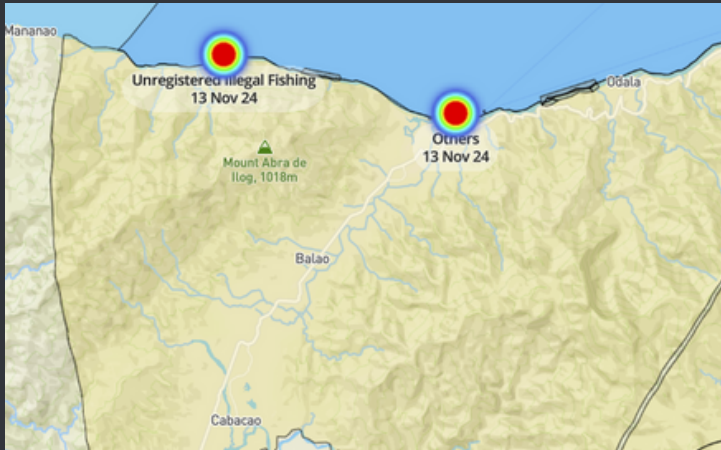 Mananao
Unregistered Illegal Fishing
13 Nov 24
Odala
Others
13 Nov 24
Mount Abra de
Ilog, 1018m
Balao
Cabacao